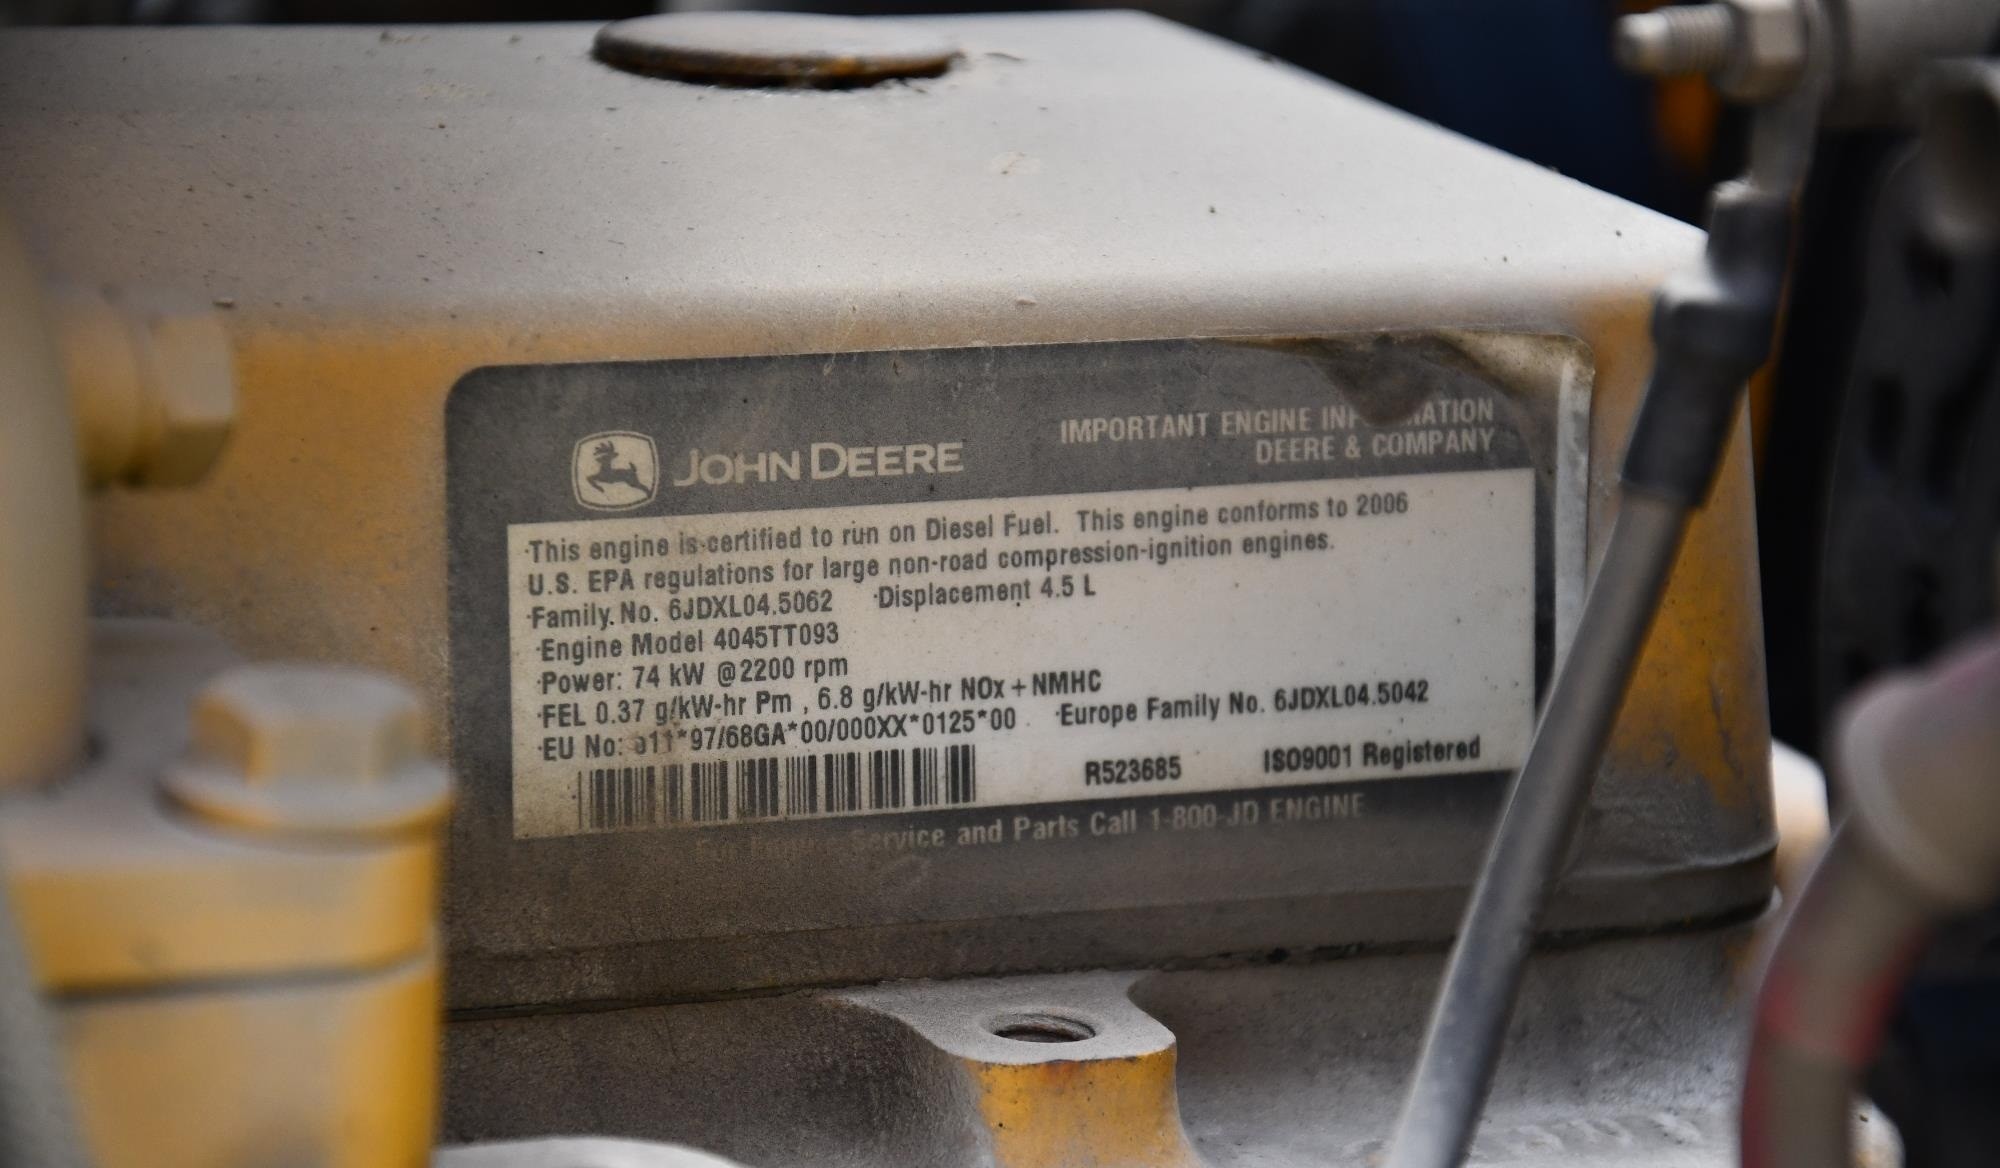 JOHN DEERE
IMPORTANT ENGINE INF ATION
DEERE & COMPANY
·This engine is certified to run on Diesel Fuel. This engine conforms to 2006
U.S. EPA regulations for large non-road compression-ignition engines.
·Family. No. 6JDXL04.5062 ·Displacement 4.5 L
·Engine Model 4045TT093
·Power: 74 kW @2200 rpm
·FEL 0.37 g/kW-hr Pm , 6.8 g/kW-hr NOx + NMHC
·EU No: e11*97/68GA*00/000XX*0125*00 ·Europe Family No. 6JDXL04.5042
R523685 ISO9001 Registered
For Service and Parts Call 1-800-JD ENGINE